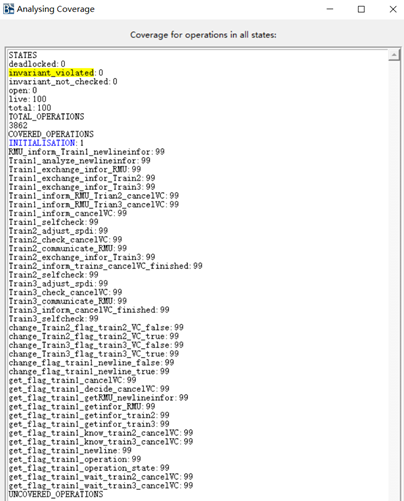 Analysing Coverage
Coverage for operations in all states:
STATES
deadlocked:0
invariant_violated:0
invariant_not_checked:0
open:0
live:100
total:100
TOTAL_OPERATIONS
3862
COVERED_OPERATIONS
INITIALISATION:1
RMU_inform_Train1_newlineinfor:99
Train1_analyze_newlineinfor:99
Train1_exchange_infor_RMU:99
Train1_exchange_infor_Train2:99
Train1_exchange_infor_Train3:99
Train1_inform_RMU_Trian2_cancelVC:99
Train1_inform_RMU_Trian3_cancelVC:99
Train1_inform_cancelVC:99
Train1_selfcheck:99
Train2_adjust_spdi:99
Train2_check_cancelVC:99
Train2_communicate_RMU:99
Train2_exchange_infor_Train3:99
Train2_inform_trains_cancelVC_finished:99
Train2_selfcheck:99
Train3_adjust_spdi:99
Train3_check_cancelVC:99
Train3_communicate_RMU:99
Train3_inform_cancelVC_finished:99
Train3_selfcheck:99
change_Train2_flag_train2_VC_false:99
change_Train2_flag_train2_VC_true:99
change_Train3_flag_train3_VC_false:99
change_Train3_flag_train3_VC_true:99
change_flag_train1_newline_false:99
change_flag_train1_newline_true:99
get_flag_train1_cancelVC:99
get_flag_train1_decide_cancelVC:99
get_flag_train1_getRMU_newlineinfor:99
get_flag_train1_getinfor_RMU:99
get_flag_train1_getinfor_train2:99
get_flag_train1_getinfor_train3:99
get_flag_train1_know_train2_cancelVC:99
get_flag_train1_know_train3_cancelVC:99
get_flag_train1_newline:99
get_flag_train1_operation:99
get_flag_train1_operation_state:99
get_flag_train1_wait_train2_cancelVC:99
get_flag_train1_wait_train3_cancelVC:99
UNCOVERED_OPERATIONS